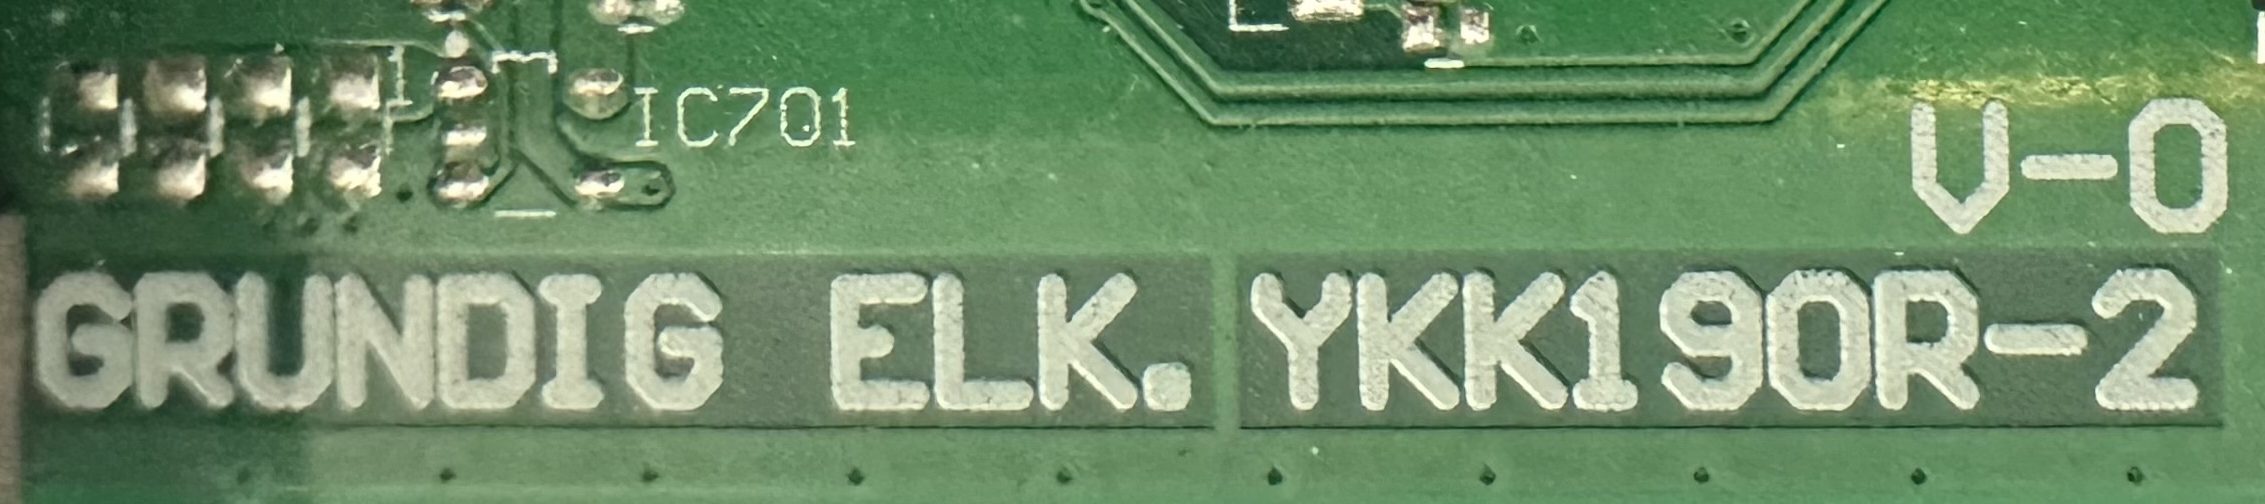 IC701
V-0
GRUNDIG ELK. YKK190R-2